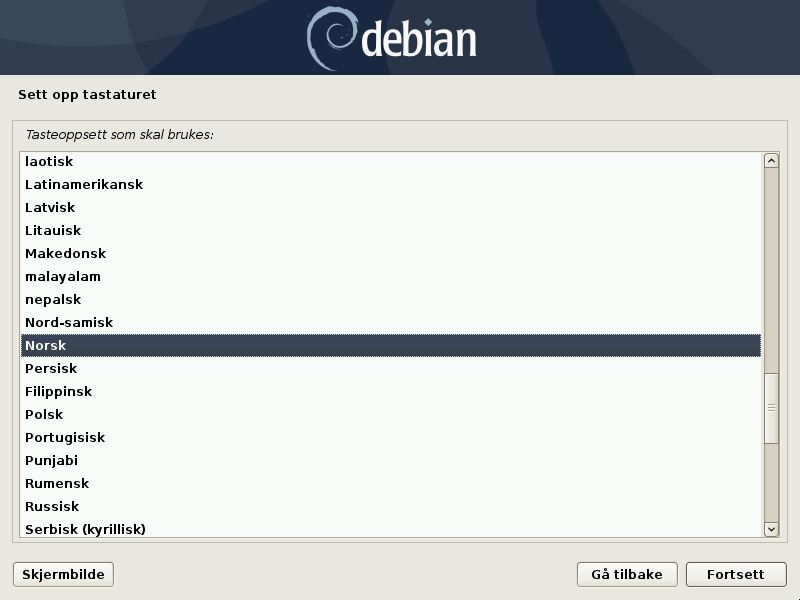 debian
Sett opp tastaturet
Tasteoppsett som skal brukes:
laotisk
Latinamerikansk
Latvisk
Litauisk
Makedonsk
malayalam
nepalsk
Nord-samisk
Norsk
Persisk
Filippinsk
Polsk
Portugisisk
Punjabi
Rumensk
Russisk
Serbisk (kyrillisk)
Skjermbilde
Gå tilbake
Fortsett